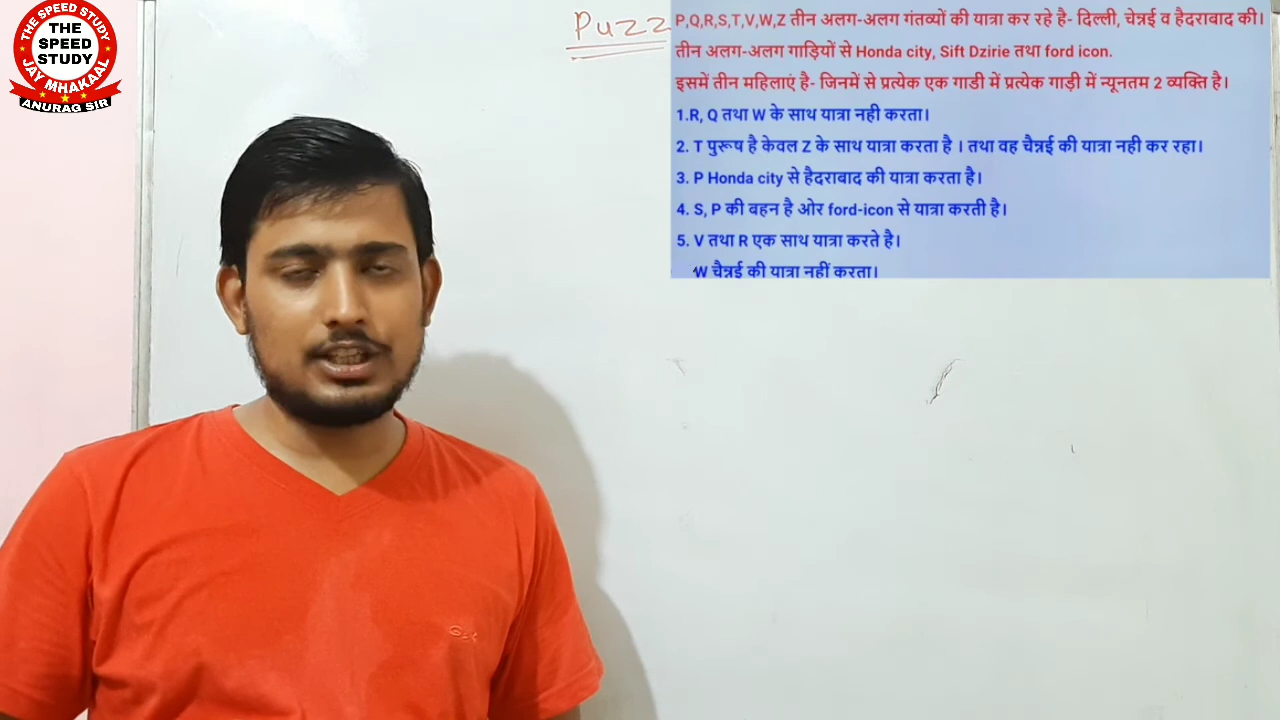 THE SPEED STUDY
THE
SPEED
STUDY
JAY MHAKAAL
ANURAG SIR
Puzz
P,Q,R,S,T,V,W,Z तीन अलग-अलग गंतव्यों की यात्रा कर रहे है- दिल्ली, चेन्नई व हैदराबाद की।
तीन अलग-अलग गाड़ियों से Honda city, Sift Dzirie तथा ford icon.
इसमें तीन महिलाएं है- जिनमें से प्रत्येक एक गाडी में प्रत्येक गाड़ी में न्यूनतम 2 व्यक्ति है।
1.R, Q तथा W के साथ यात्रा नही करता।
2. T पुरूष है केवल Z के साथ यात्रा करता है । तथा वह चैन्नई की यात्रा नही कर रहा।
3. P Honda city से हैदराबाद की यात्रा करता है।
4. S, P की बहन है ओर ford-icon से यात्रा करती है।
5. V तथा R एक साथ यात्रा करते है।
W चैन्नई की यात्रा नहीं करता।